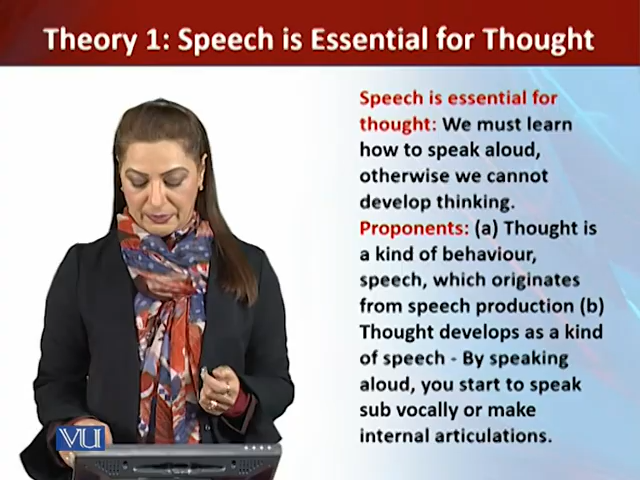 Theory 1: Speech is Essential for Thought
Speech is essential for
thought: We must learn
how to speak aloud,
otherwise we cannot
develop thinking.
Proponents: (a) Thought is
a kind of behaviour,
speech, which originates
from speech production (b)
Thought develops as a kind
of speech - By speaking
aloud, you start to speak
sub vocally or make
internal articulations.
VU